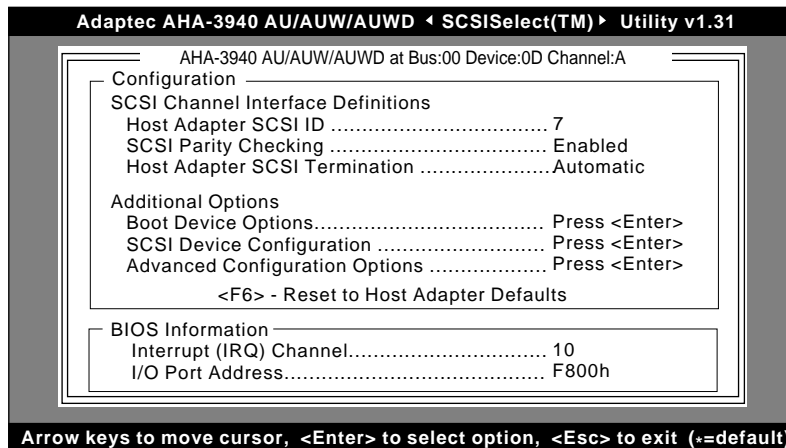 Adaptec AHA-3940 AU/AUW/AUWD ◂ SCSISelect(TM) ▸ Utility v1.31
AHA-3940 AU/AUW/AUWD at Bus:00 Device:0D Channel:A
Configuration
SCSI Channel Interface Definitions
Host Adapter SCSI ID ................................... 7
SCSI Parity Checking ................................... Enabled
Host Adapter SCSI Termination .....................Automatic
Additional Options
Boot Device Options..................................... Press <Enter>
SCSI Device Configuration ........................... Press <Enter>
Advanced Configuration Options ................... Press <Enter>
<F6> - Reset to Host Adapter Defaults
BIOS Information
Interrupt (IRQ) Channel................................ 10
I/O Port Address.......................................... F800h
Arrow keys to move cursor, <Enter> to select option, <Esc> to exit (*=default)